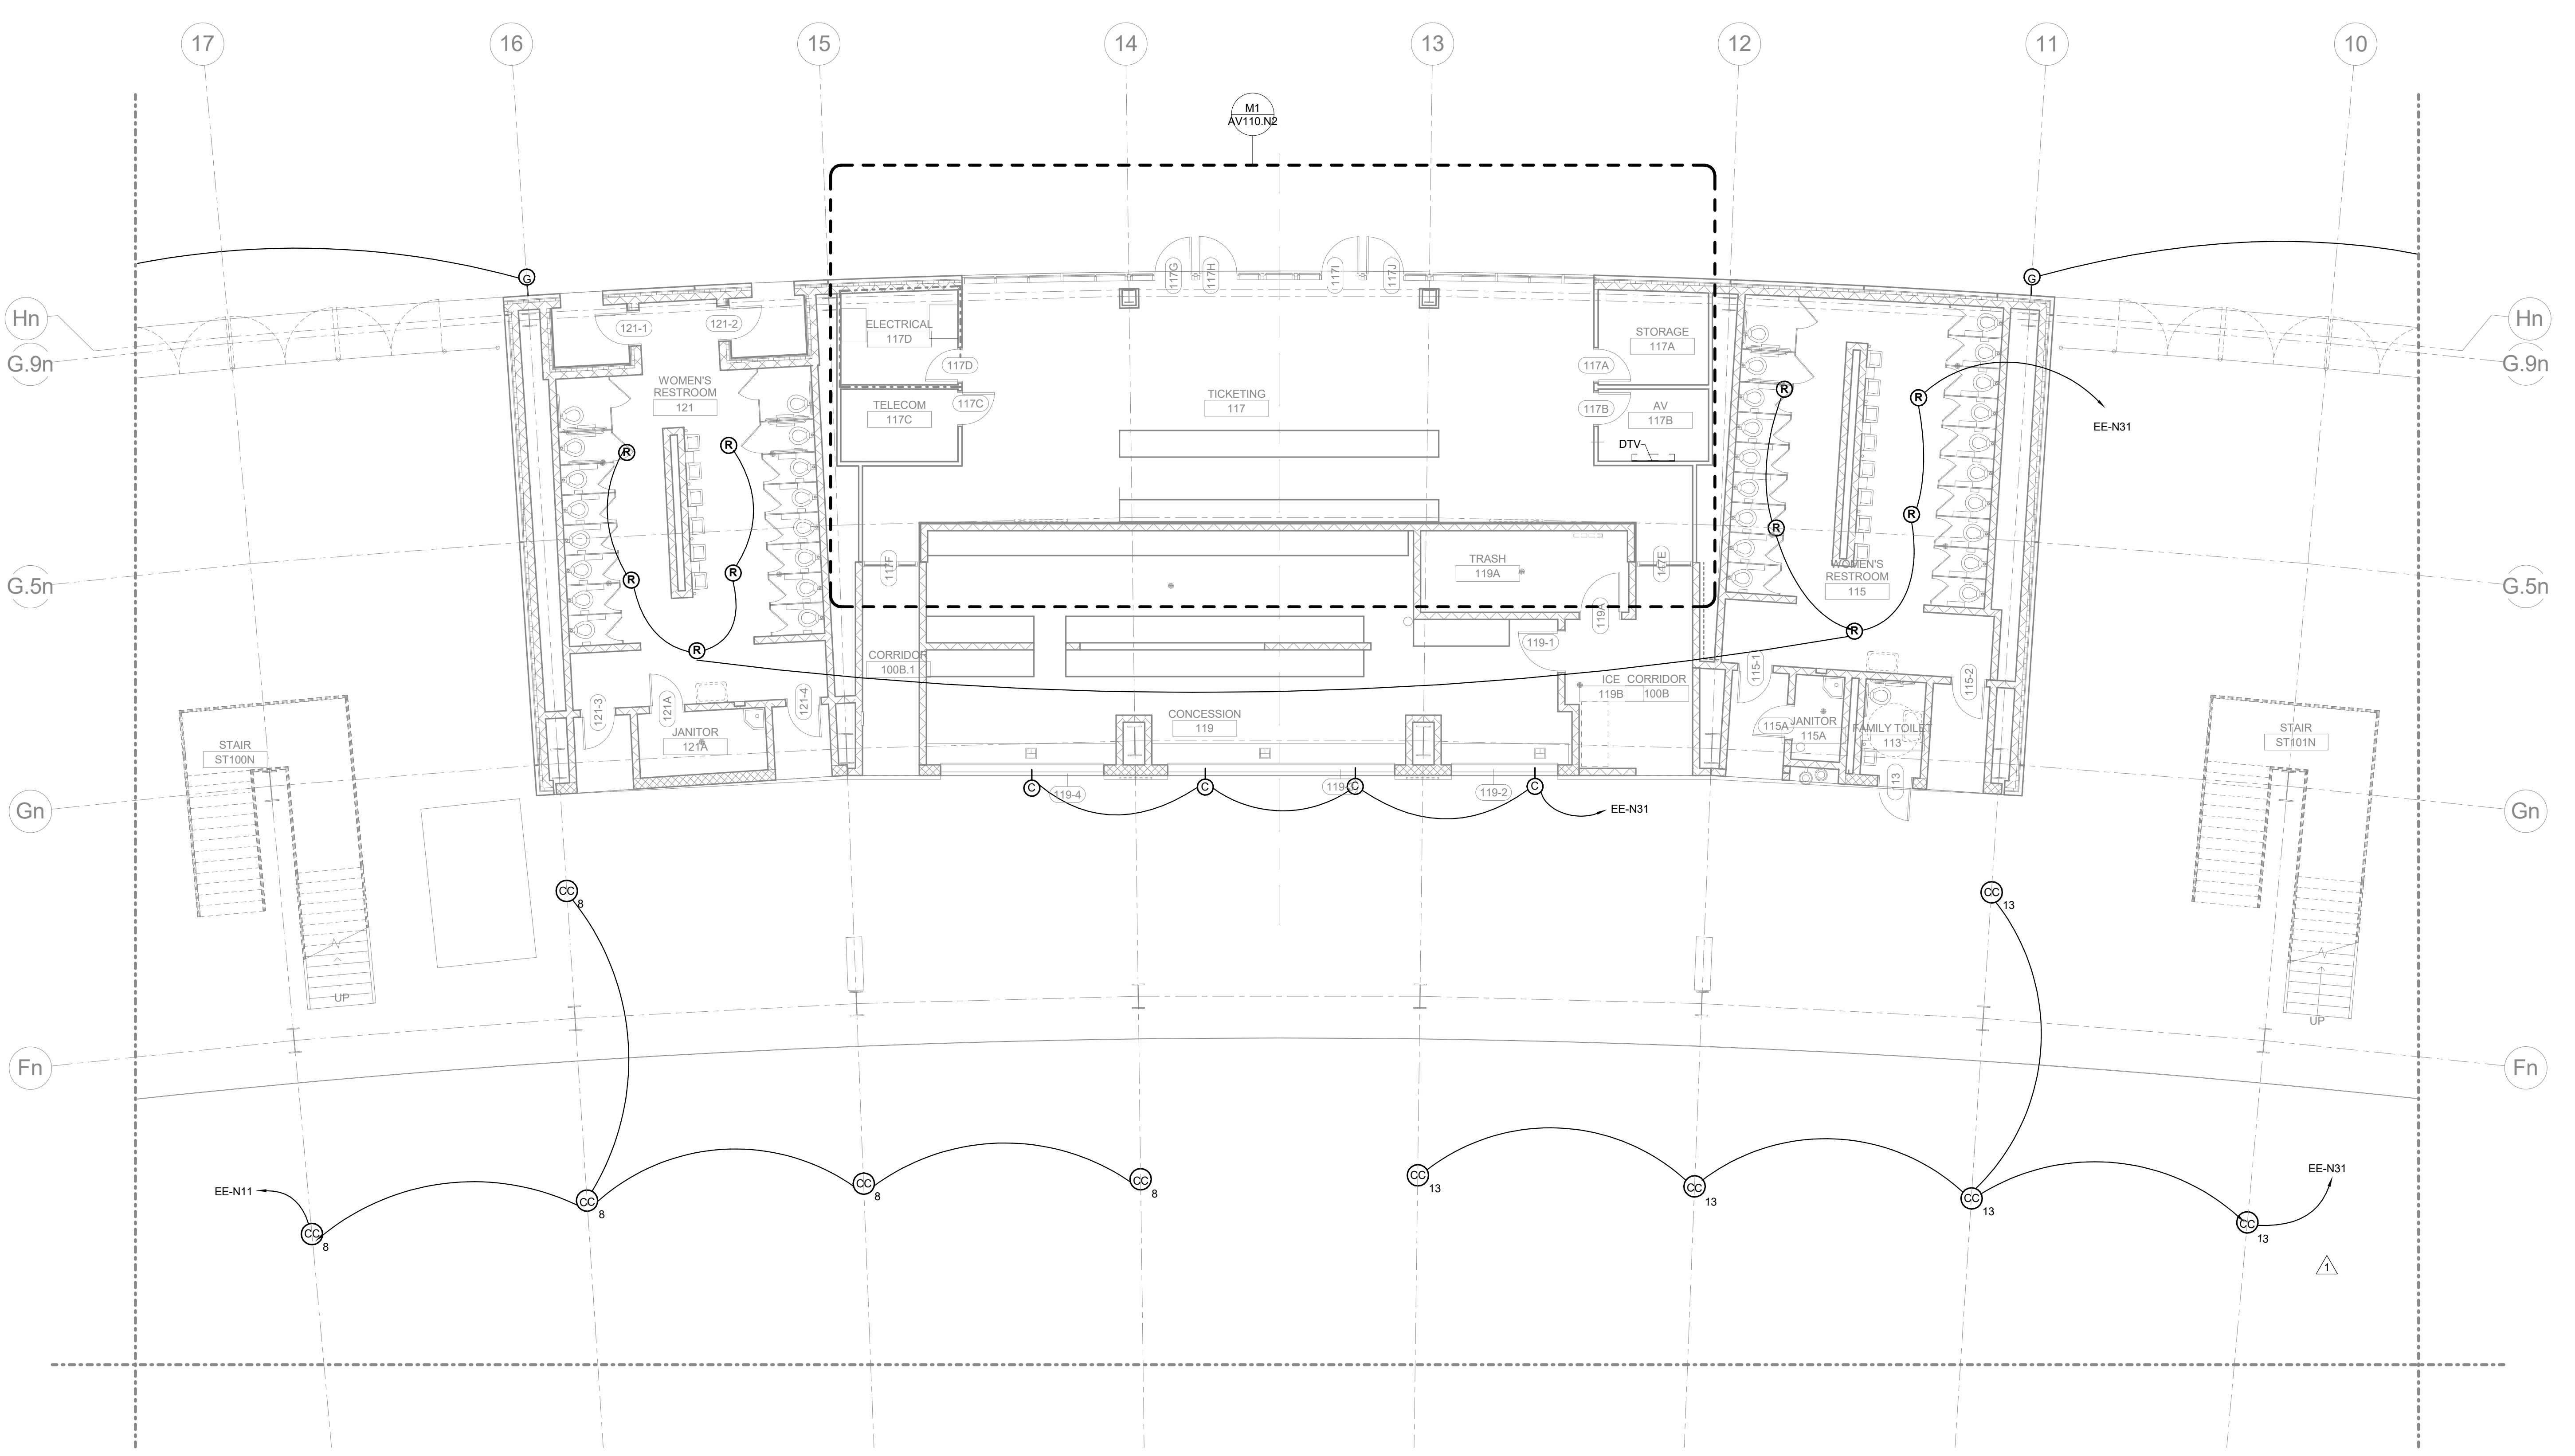 17
16
15
14
13
12
11
10
M1
AV110.N2
G
G
117G
117H
117I
117J
Hn
Hn
G.9n
G.9n
121-1
121-2
ELECTRICAL
117D
117D
STORAGE
117A
117A
WOMEN'S
RESTROOM
121
TELECOM
117C
117C
TICKETING
117
117B
AV
117B
DTV
R
R
R
R
EE-N31
R
R
R
R
R
R
WOMEN'S
RESTROOM
115
G.5n
G.5n
117F
117E
TRASH
119A
119A
119-1
CORRIDOR
100B.1
ICE
119B
CORRIDOR
100B
115-1
115-2
121-3
121A
121-4
JANITOR
121A
CONCESSION
119
115A
JANITOR
115A
FAMILY TOILET
113
113
STAIR
ST100N
STAIR
ST101N
C
119-4
C
C
119-2
C
EE-N31
Gn
Gn
CC
8
CC
13
UP
UP
Fn
Fn
EE-N11
CC
8
CC
8
CC
8
CC
8
CC
13
CC
13
CC
13
CC
13
EE-N31
1